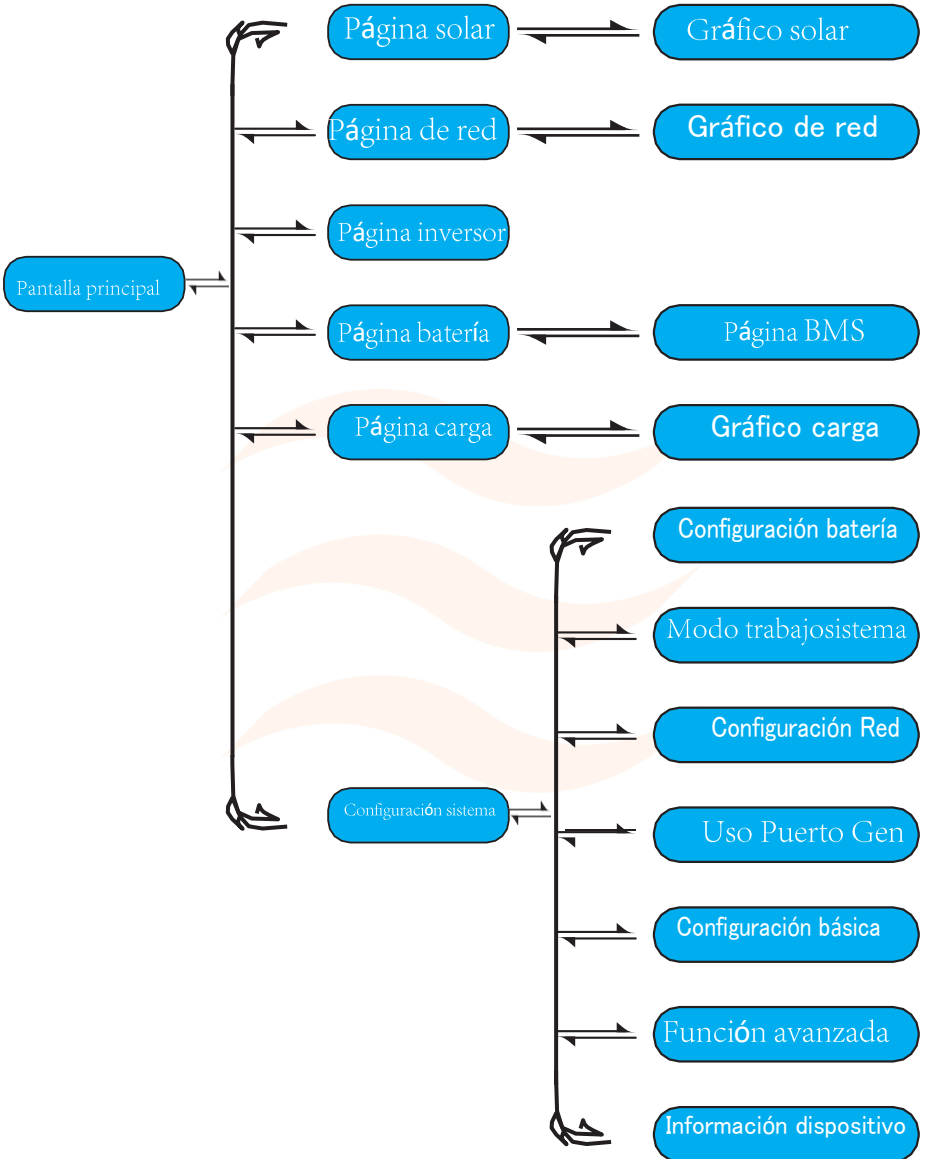 Página solar
Gráfico solar
Página de red
Gráfico de red
Página inversor
Pantalla principal
Página batería
Página BMS
Página carga
Gráfico carga
Configuración batería
Modo trabajosistema
Configuración Red
Configuración sistema
Uso Puerto Gen
Configuración básica
Función avanzada
Información dispositivo